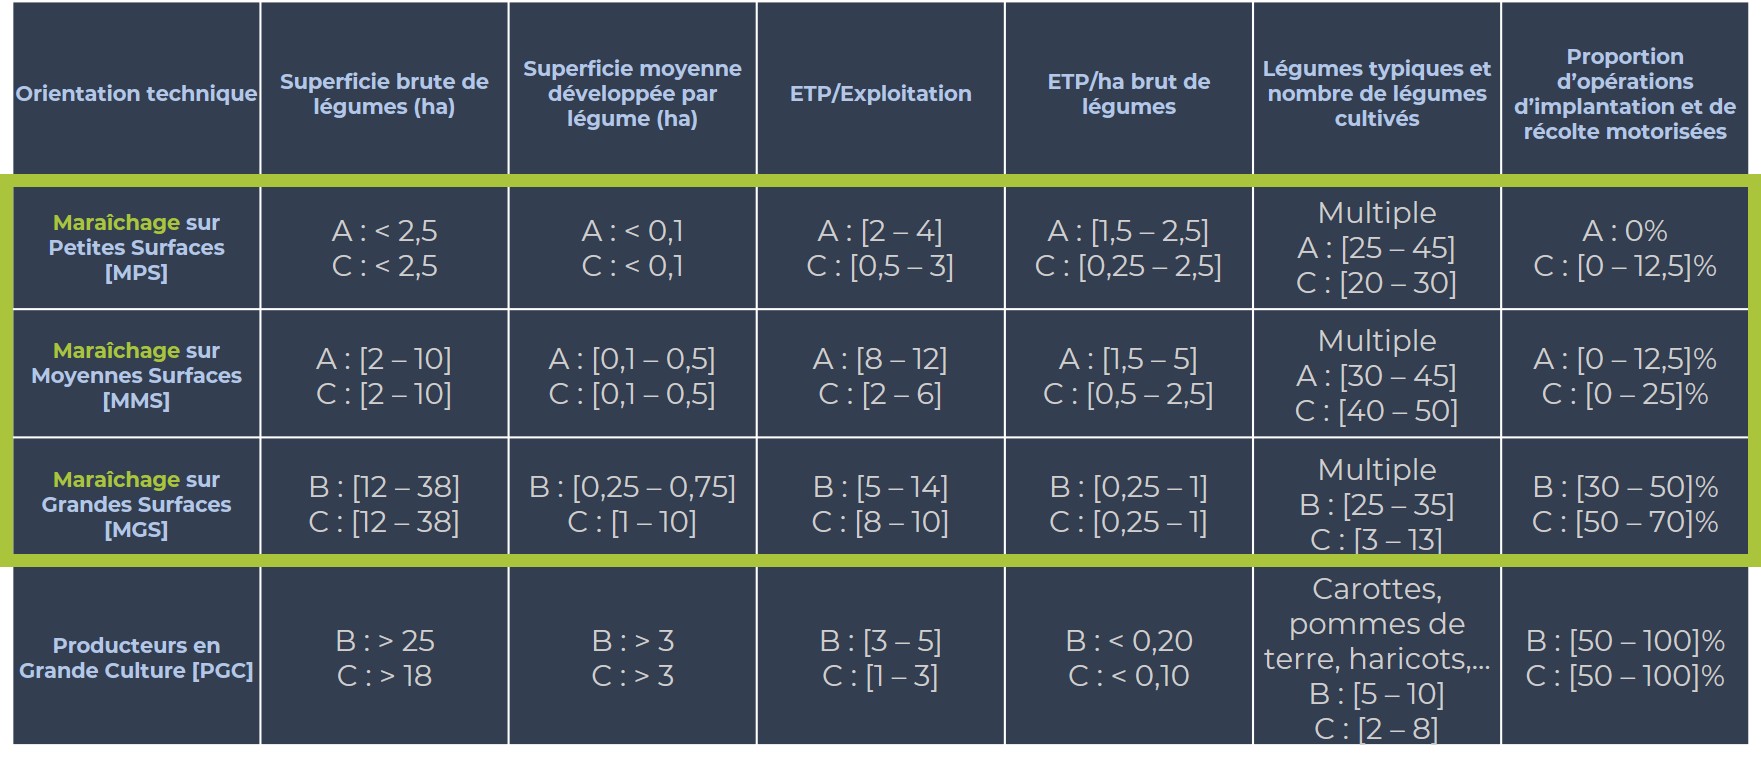 Orientation technique
Superficie brute de
légumes (ha)
Superficie moyenne
développée par
légume (ha)
ETP/Exploitation
ETP/ha brut de
légumes
Légumes typiques et
nombre de légumes
cultivés
Proportion
d’opérations
d’implantation et de
récolte motorisées
Maraîchage sur
Petites Surfaces
[MPS]
A : < 2,5
C : < 2,5
A : < 0,1
C : < 0,1
A : [2 – 4]
C : [0,5 – 3]
A : [1,5 – 2,5]
C : [0,25 – 2,5]
Multiple
A : [25 – 45]
C : [20 – 30]
A : 0%
C : [0 – 12,5]%
Maraîchage sur
Moyennes Surfaces
[MMS]
A : [2 – 10]
C : [2 – 10]
A : [0,1 – 0,5]
C : [0,1 – 0,5]
A : [8 – 12]
C : [2 – 6]
A : [1,5 – 5]
C : [0,5 – 2,5]
Multiple
A : [30 – 45]
C : [40 – 50]
A : [0 – 12,5]%
C : [0 – 25]%
Maraîchage sur
Grandes Surfaces
[MGS]
B : [12 – 38]
C : [12 – 38]
B : [0,25 – 0,75]
C : [1 – 10]
B : [5 – 14]
C : [8 – 10]
B : [0,25 – 1]
C : [0,25 – 1]
Multiple
B : [25 – 35]
C : [3 – 13]
B : [30 – 50]%
C : [50 – 70]%
Producteurs en
Grande Culture [PGC]
B : > 25
C : > 18
B : > 3
C : > 3
B : [3 – 5]
C : [1 – 3]
B : < 0,20
C : < 0,10
Carottes,
pommes de
terre, haricots,...
B : [5 – 10]
C : [2 – 8]
B : [50 – 100]%
C : [50 – 100]%